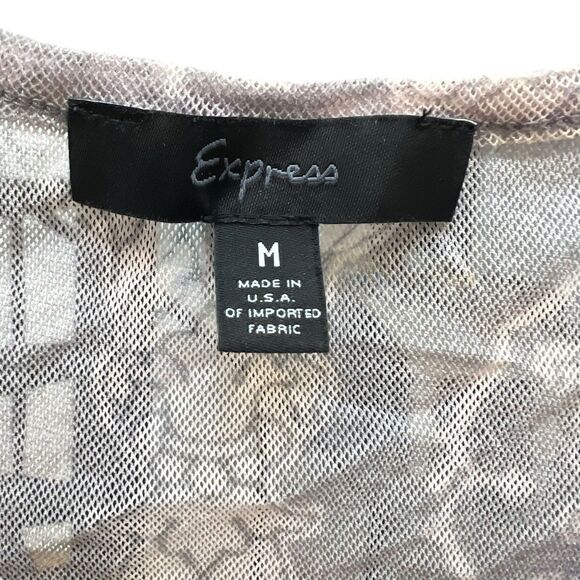 Express
M
MADE IN
U.S.A.
OF IMPORTED
FABRIC